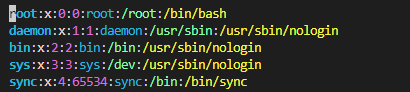 root:x:0:0:root:/root:/bin/bash
daemon:x:1:1:daemon:/usr/sbin:/usr/sbin/nologin
bin:x:2:2:bin:/bin:/usr/sbin/nologin
sys:x:3:3:sys:/dev:/usr/sbin/nologin
sync:x:4:65534:sync:/bin:/bin/sync